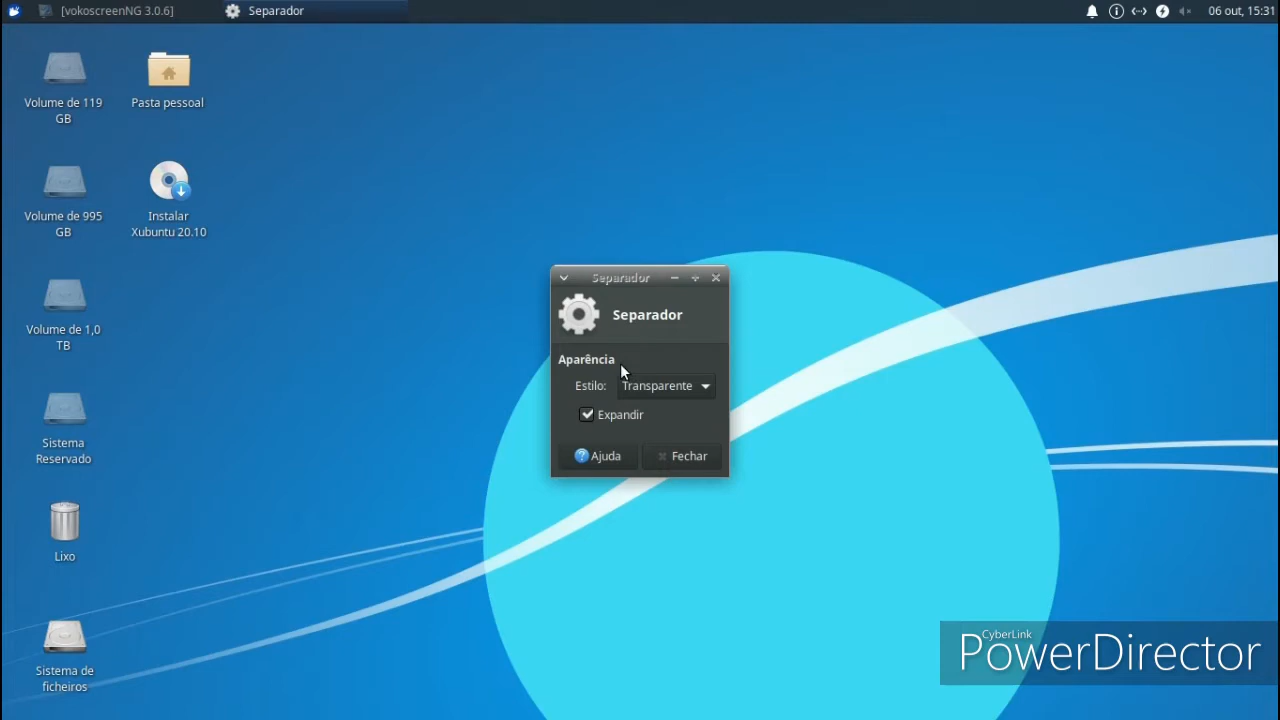 [vokoscreenNG 3.0.6]
Separador
06 out, 15:31
Volume de 119
GB
Pasta pessoal
Volume de 995
GB
Instalar
Xubuntu 20.10
Volume de 1,0
TB
Sistema
Reservado
Lixo
Sistema de
ficheiros
Separador
Separador
Aparência
Estilo:
Transparente
Expandir
Ajuda
Fechar
CyberLink
PowerDirector